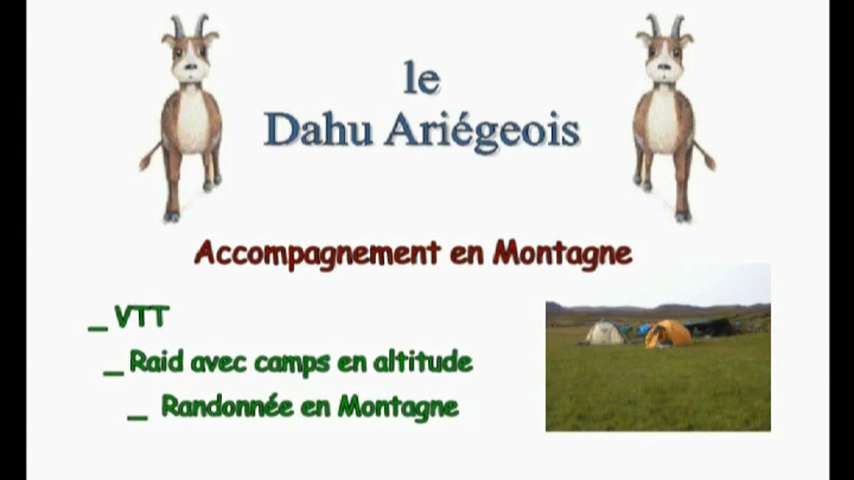 le
Dahu Ariégeois
Accompagnement en Montagne
_ VTT
_ Raid avec camps en altitude
_ Randonnée en Montagne